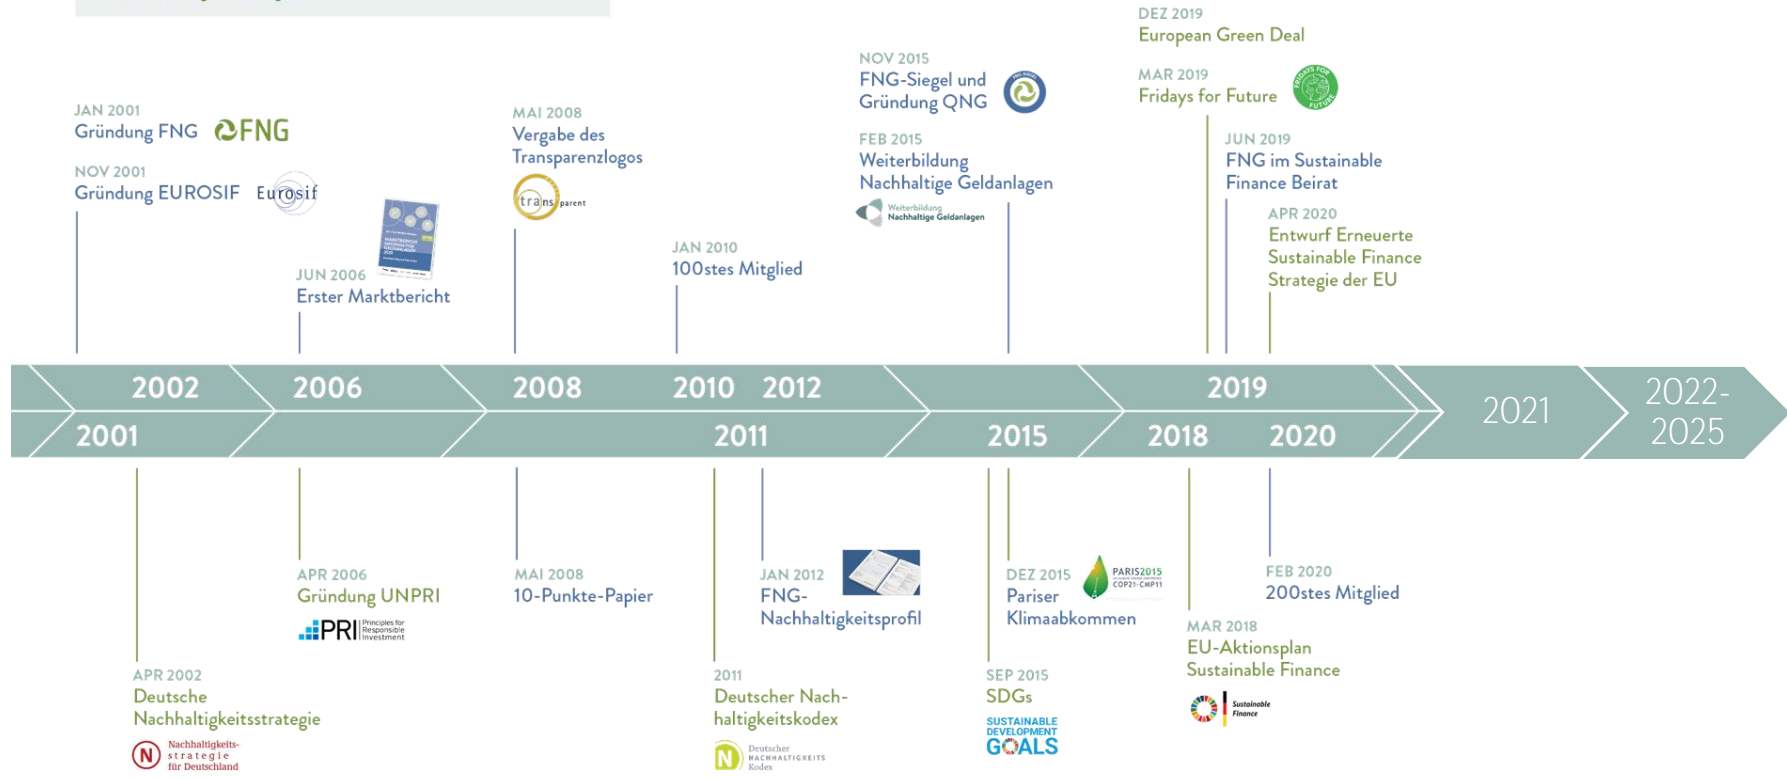 JAN 2001
Gründung FNG
FNG
NOV 2001
Gründung EUROSIF
Eurosif
JUN 2006
Erster Marktbericht
MAI 2008
Vergabe des
Transparenzlogos
transparent
JAN 2010
100stes Mitglied
NOV 2015
FNG-Siegel und
Gründung QNG
FEB 2015
Weiterbildung
Nachhaltige Geldanlagen
Weiterbildung
Nachhaltige Geldanlagen
DEZ 2019
European Green Deal
MAR 2019
Fridays for Future
FRIDAYS FOR
FUTURE
JUN 2019
FNG im Sustainable
Finance Beirat
APR 2020
Entwurf Erneuerte
Sustainable Finance
Strategie der EU
2002
2006
2008
2010
2012
2019
2021
2022-
2025
2001
2011
2015
2018
2020
APR 2002
Deutsche
Nachhaltigkeitsstrategie
N
Nachhaltigkeits-
strategie
für Deutschland
APR 2006
Gründung UNPRI
PRI
Principles for
Responsible
Investment
MAI 2008
10-Punkte-Papier
2011
Deutscher Nach-
haltigkeitskodex
N
Deutscher
NACHHALTIGKEITS
Kodex
JAN 2012
FNG-
Nachhaltigkeitsprofil
SEP 2015
SDGs
SUSTAINABLE
DEVELOPMENT
GOALS
DEZ 2015
Pariser
Klimaabkommen
PARIS2015
COP21·CMP11
MAR 2018
EU-Aktionsplan
Sustainable Finance
Sustainable
Finance
FEB 2020
200stes Mitglied